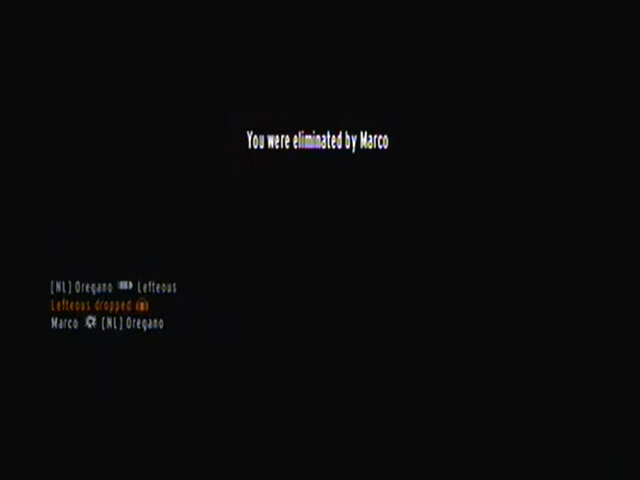 You were eliminated by Marco
[NL] Oregano Lefteous
Lefteous dropped
Marco [NL] Oregano